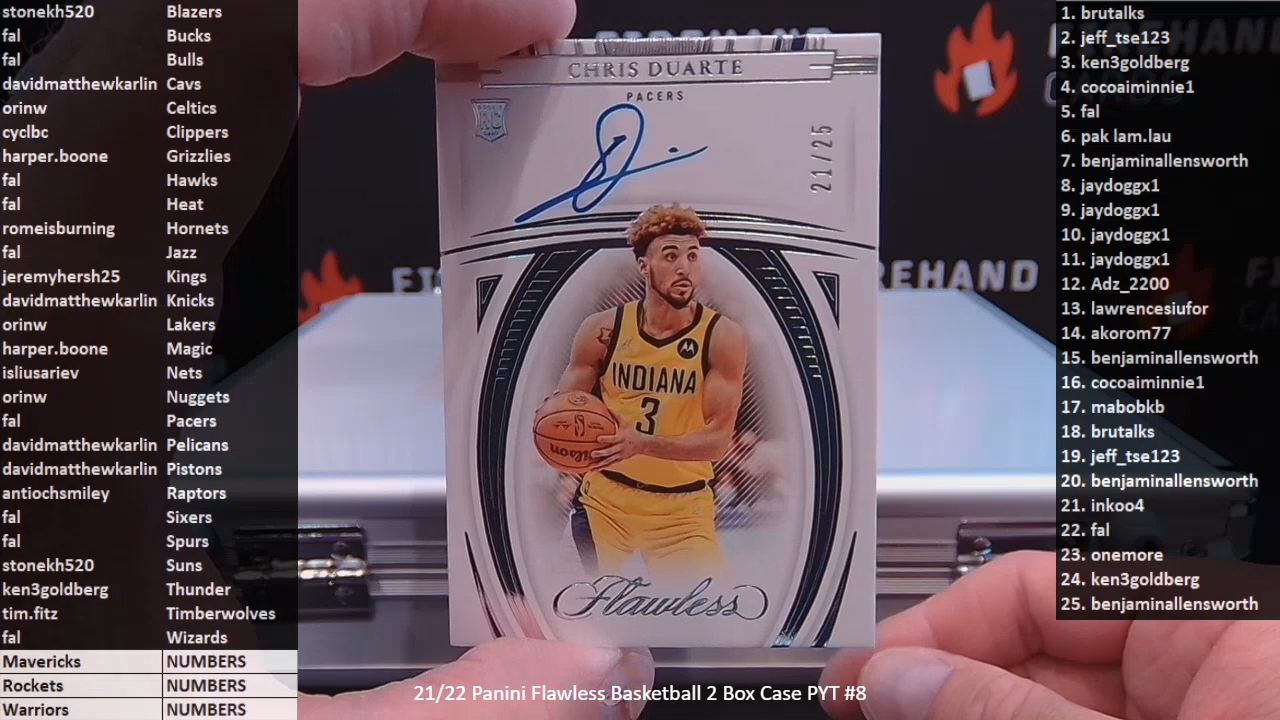 stonekh520 Blazers
fal Bucks
fal Bulls
davidmatthewkarlin Cavs
orinw Celtics
cyclbc Clippers
harper.boone Grizzlies
fal Hawks
fal Heat
romeisburning Hornets
fal Jazz
jeremyhersh25 Kings
davidmatthewkarlin Knicks
orinw Lakers
harper.boone Magic
isliusariev Nets
orinw Nuggets
fal Pacers
davidmatthewkarlin Pelicans
davidmatthewkarlin Pistons
antiochsmiley Raptors
fal Sixers
fal Spurs
stonekh520 Suns
ken3goldberg Thunder
tim.fitz Timberwolves
fal Wizards
Mavericks NUMBERS
Rockets NUMBERS
Warriors NUMBERS
CHRIS DUARTE
PACERS
RC
21/25
INDIANA
3
Wilson
Flawless
REHAND
21/22 Panini Flawless Basketball 2 Box Case PYT #8
1. brutalks
2. jeff_tse123
3. ken3goldberg
4. cocoaiminnie1
5. fal
6. pak lam.lau
7. benjaminallensworth
8. jaydoggx1
9. jaydoggx1
10. jaydoggx1
11. jaydoggx1
12. Adz_2200
13. lawrencesiufor
14. akorom77
15. benjaminallensworth
16. cocoaiminnie1
17. mabobkb
18. brutalks
19. jeff_tse123
20. benjaminallensworth
21. inkoo4
22. fal
23. onemore
24. ken3goldberg
25. benjaminallensworth